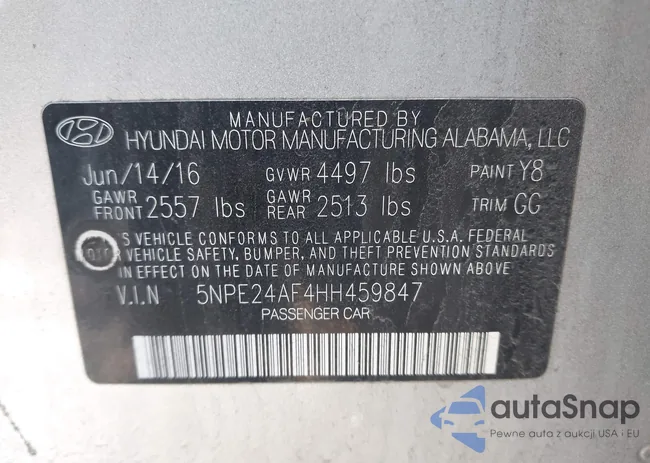 MANUFACTURED BY
HYUNDAI MOTOR MANUFACTURING ALABAMA, LLC
Jun/14/16 GVWR 4497 lbs PAINT Y8
GAWR FRONT 2557 lbs GAWR REAR 2513 lbs TRIM GG
S VEHICLE CONFORMS TO ALL APPLICABLE U.S.A. FEDERAL
VEHICLE SAFETY, BUMPER, AND THEFT PREVENTION STANDARDS
IN EFFECT ON THE DATE OF MANUFACTURE SHOWN ABOVE
V.I.N 5NPE24AF4HH459847
PASSENGER CAR
autoSnap
Pewne auta z aukcji USA i EU